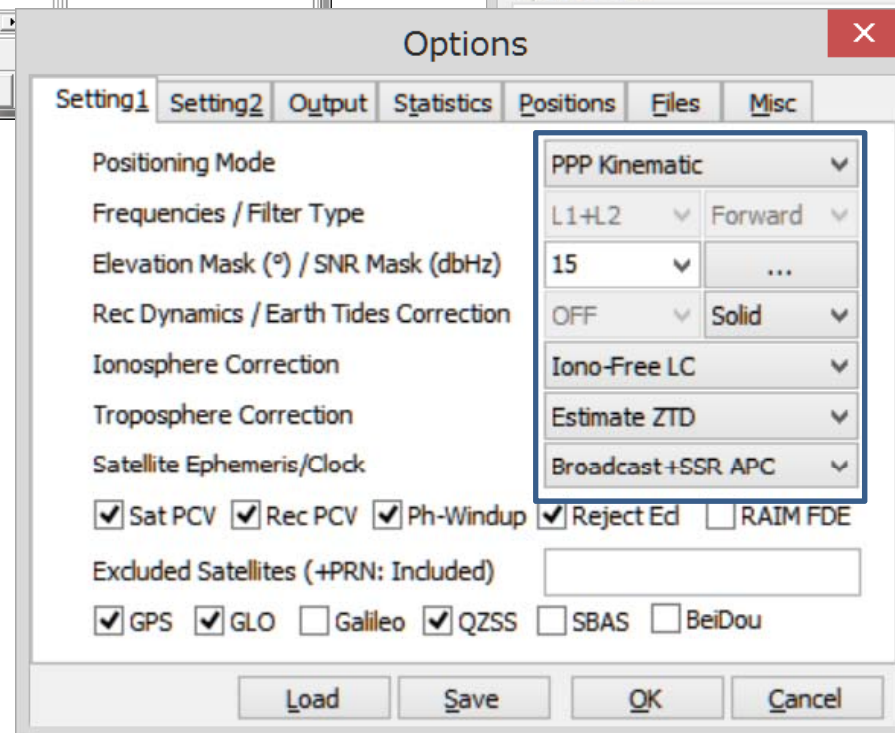 Options
Setting1 Setting2 Output Statistics Positions Files Misc
Positioning Mode PPP Kinematic
Frequencies / Filter Type L1+L2 Forward
Elevation Mask (°) / SNR Mask (dbHz) 15 ...
Rec Dynamics / Earth Tides Correction OFF Solid
Ionosphere Correction Iono-Free LC
Troposphere Correction Estimate ZTD
Satellite Ephemeris/Clock Broadcast+SSR APC
Sat PCV Rec PCV Ph-Windup Reject Ecl RAIM FDE
Excluded Satellites (+PRN: Included)
GPS GLO Galileo QZSS SBAS BeiDou
Load Save OK Cancel